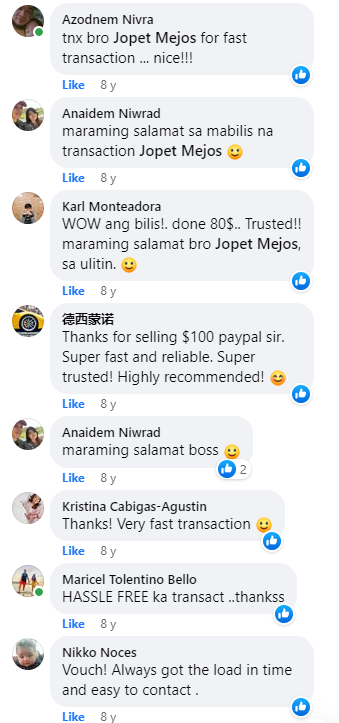 Azodnem Nivra
tnx bro Jopet Mejos for fast
transaction ... nice!!!
Like 8 y
Anaidem Niwrad
maraming salamat sa mabilis na
transaction Jopet Mejos
Like 8 y
Karl Monteadora
WOW ang bilis!. done 80$.. Trusted!!
maraming salamat bro Jopet Mejos,
sa ulitin.
Like 8 y
德西蒙诺
Thanks for selling $100 paypal sir.
Super fast and reliable. Super
trusted! Highly recommended!
Like 8 y
Anaidem Niwrad
maraming salamat boss
2
Like 8 y
Kristina Cabigas-Agustin
Thanks! Very fast transaction
Like 8 y
Maricel Tolentino Bello
HASSLE FREE ka transact ..thankss
Like 8 y
Nikko Noces
Vouch! Always got the load in time
and easy to contact .
Like 8 y